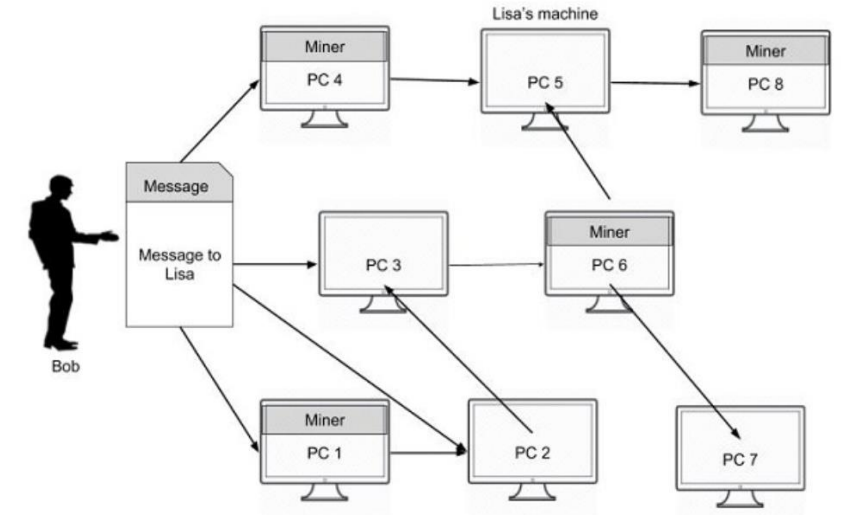 Lisa's machine
Miner
PC 4
PC 5
Miner
PC 8
Message
Message to
Lisa
PC 3
Miner
PC 6
Bob
Miner
PC 1
PC 2
PC 7